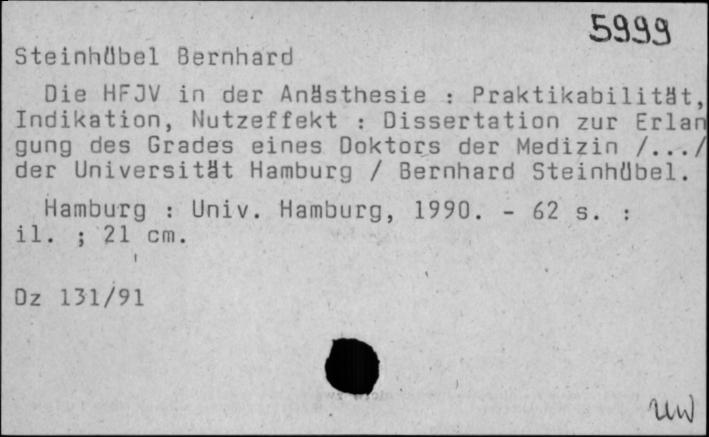 5999
Steinhübel Bernhard
Die HFJV in der Anästhesie : Praktikabilität,
Indikation, Nutzeffekt : Dissertation zur Erlan
gung des Grades eines Doktors der Medizin /.../
der Universität Hamburg / Bernhard Steinhübel.
Hamburg : Univ. Hamburg, 1990. - 62 s. :
il. ; 21 cm.
Dz 131/91